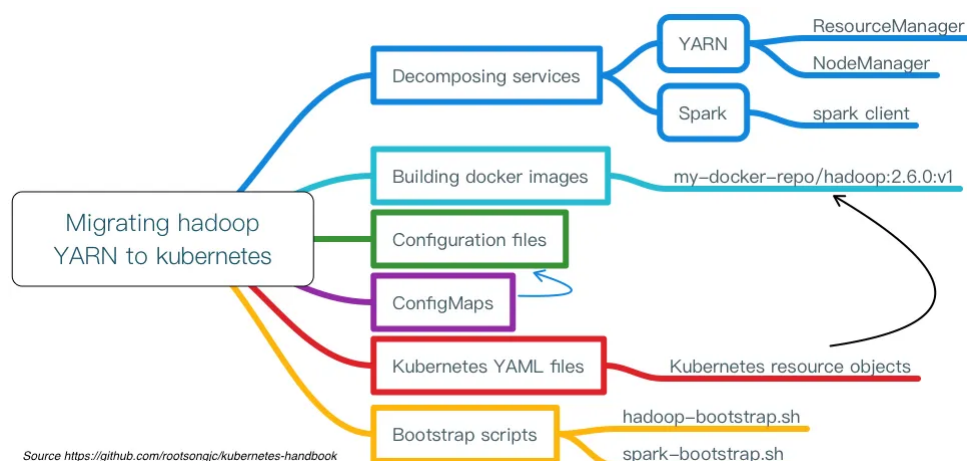 Migrating hadoop
YARN to kubernetes
Decomposing services
YARN
ResourceManager
NodeManager
Spark
spark client
Building docker images
my-docker-repo/hadoop:2.6.0:v1
Configuration files
ConfigMaps
Kubernetes YAML files
Kubernetes resource objects
Bootstrap scripts
hadoop-bootstrap.sh
spark-bootstrap.sh
Source https://github.com/rootsongjc/kubernetes-handbook